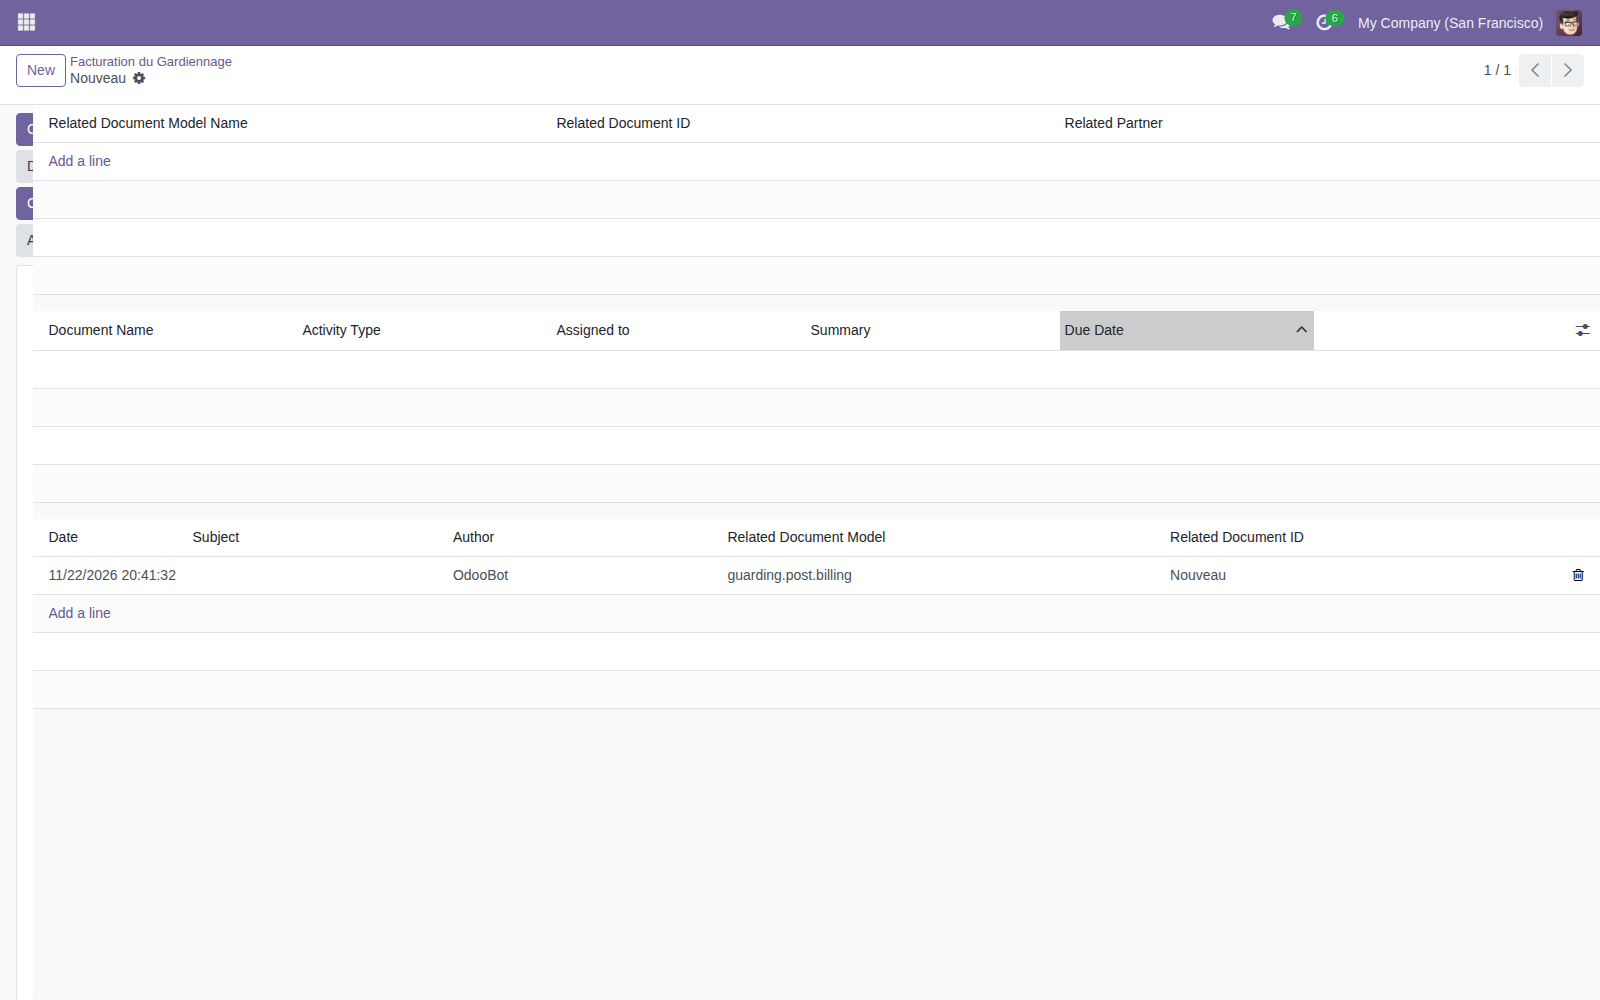 7 6 My Company (San Francisco)
New Facturation du Gardiennage
Nouveau
1 / 1
Related Document Model Name Related Document ID Related Partner
Add a line
Document Name Activity Type Assigned to Summary Due Date
Date Subject Author Related Document Model Related Document ID
11/22/2026 20:41:32 OdooBot guarding.post.billing Nouveau
Add a line